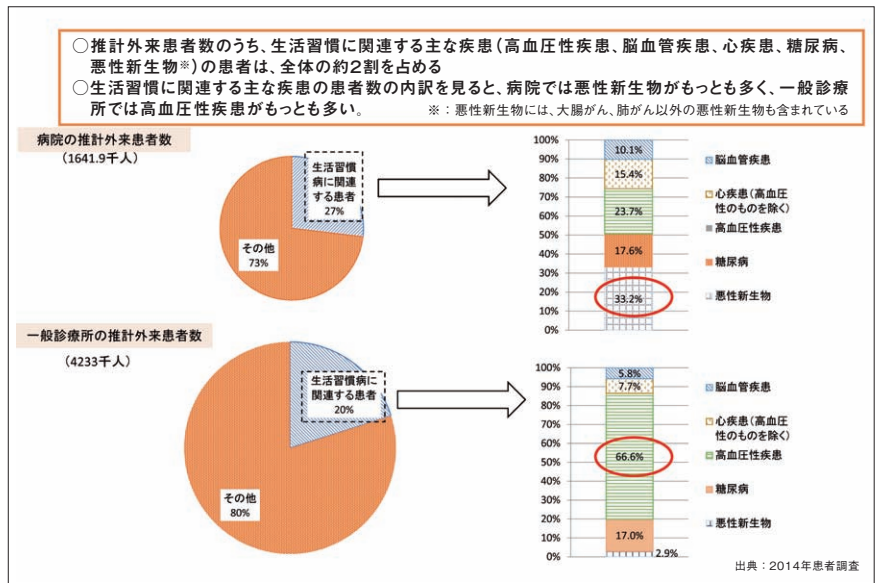 ○推計外来患者数のうち、生活習慣に関連する主な疾患(高血圧性疾患、脳血管疾患、心疾患、糖尿病、
悪性新生物※)の患者は、全体の約2割を占める
○生活習慣に関連する主な疾患の患者数の内訳を見ると、病院では悪性新生物がもっとも多く、一般診療
所では高血圧性疾患がもっとも多い。
※:悪性新生物には、大腸がん、肺がん以外の悪性新生物も含まれている
病院の推計外来患者数
(1641.9千人)
生活習慣
病に関連
する患者
27%
その他
73%
100%
90%
80%
70%
60%
50%
40%
30%
20%
10%
0%
10.1%
15.4%
23.7%
17.6%
33.2%
脳血管疾患
心疾患(高血圧
性のものを除く)
高血圧性疾患
糖尿病
悪性新生物
一般診療所の推計外来患者数
(4233千人)
生活習慣病に
関連する患者
20%
その他
80%
100%
90%
80%
70%
60%
50%
40%
30%
20%
10%
0%
5.8%
7.7%
66.6%
17.0%
2.9%
脳血管疾患
心疾患(高血圧
性のものを除く)
高血圧性疾患
糖尿病
悪性新生物
出典:2014年患者調査